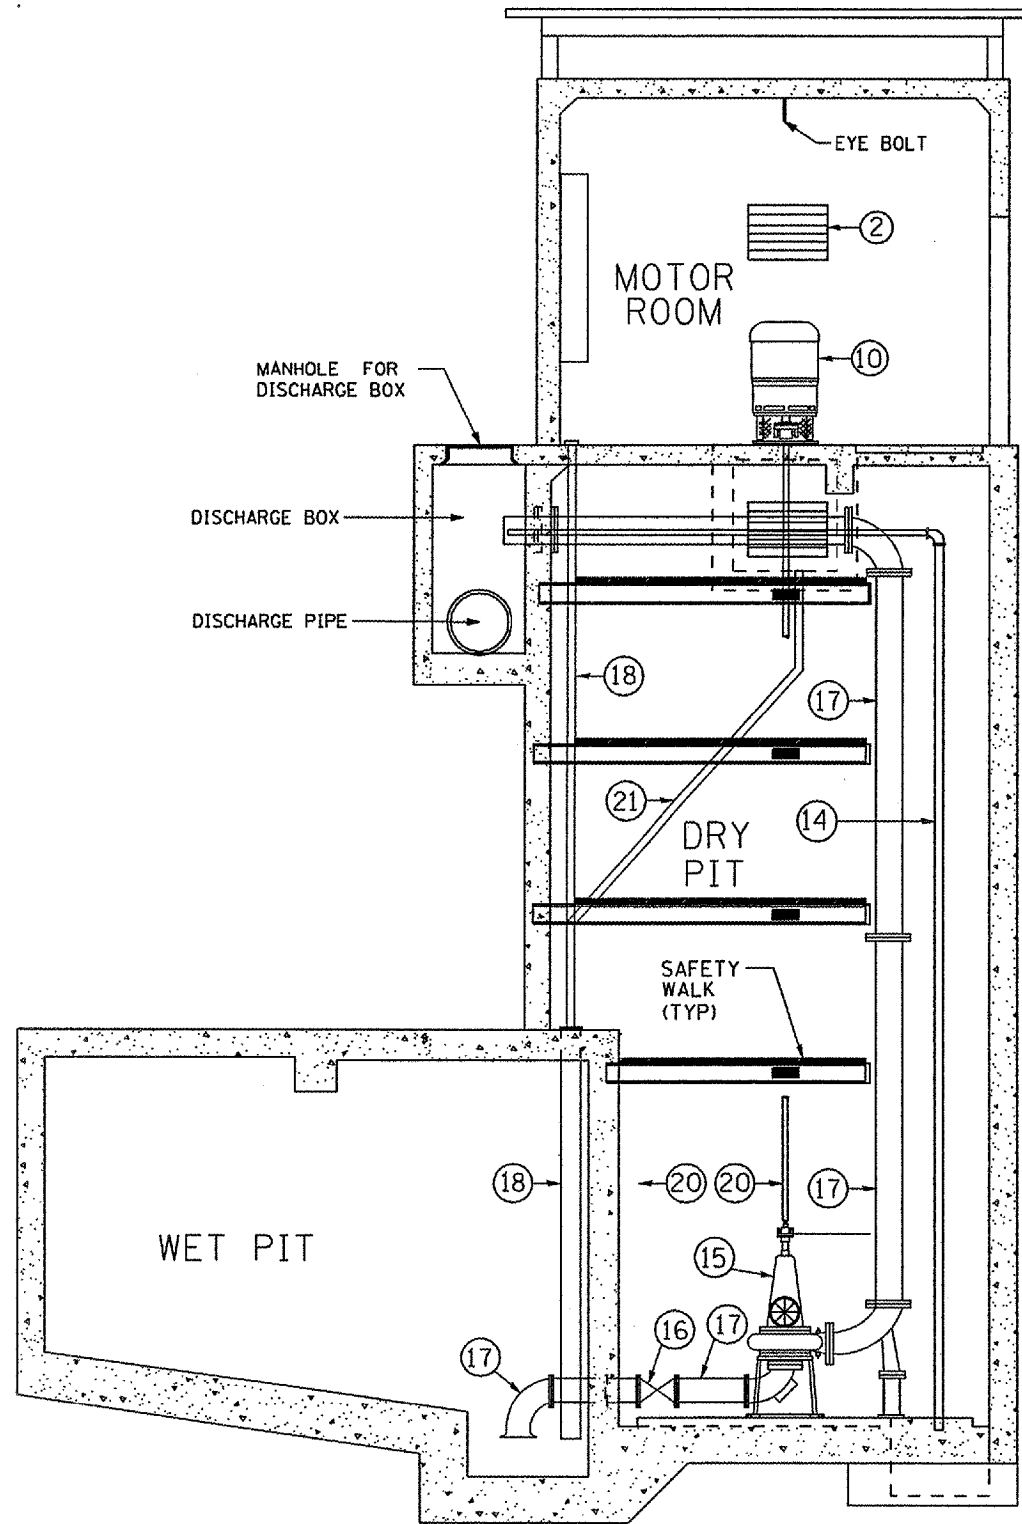 EYE BOLT
2
MOTOR
ROOM
10
MANHOLE FOR
DISCHARGE BOX
DISCHARGE BOX
DISCHARGE PIPE
18
17
21
14
DRY
PIT
SAFETY
WALK
(TYP)
18
20
20
17
WET PIT
15
16
17
17